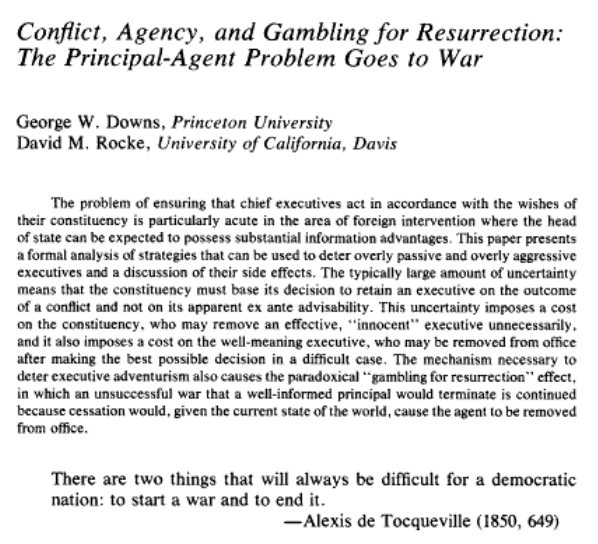 Conflict, Agency, and Gambling for Resurrection:
The Principal-Agent Problem Goes to War
George W. Downs, Princeton University
David M. Rocke, University of California, Davis
The problem of ensuring that chief executives act in accordance with the wishes of
their constituency is particularly acute in the area of foreign intervention where the head
of state can be expected to possess substantial information advantages. This paper presents
a formal analysis of strategies that can be used to deter overly passive and overly aggressive
executives and a discussion of their side effects. The typically large amount of uncertainty
means that the constituency must base its decision to retain an executive on the outcome
of a conflict and not on its apparent ex ante advisability. This uncertainty imposes a cost
on the constituency, who may remove an effective, "innocent" executive unnecessarily,
and it also imposes a cost on the well-meaning executive, who may be removed from office
after making the best possible decision in a difficult case. The mechanism necessary to
deter executive adventurism also causes the paradoxical "gambling for resurrection" effect,
in which an unsuccessful war that a well-informed principal would terminate is continued
because cessation would, given the current state of the world, cause the agent to be removed
from office.
There are two things that will always be difficult for a democratic
nation: to start a war and to end it.
—Alexis de Tocqueville (1850, 649)